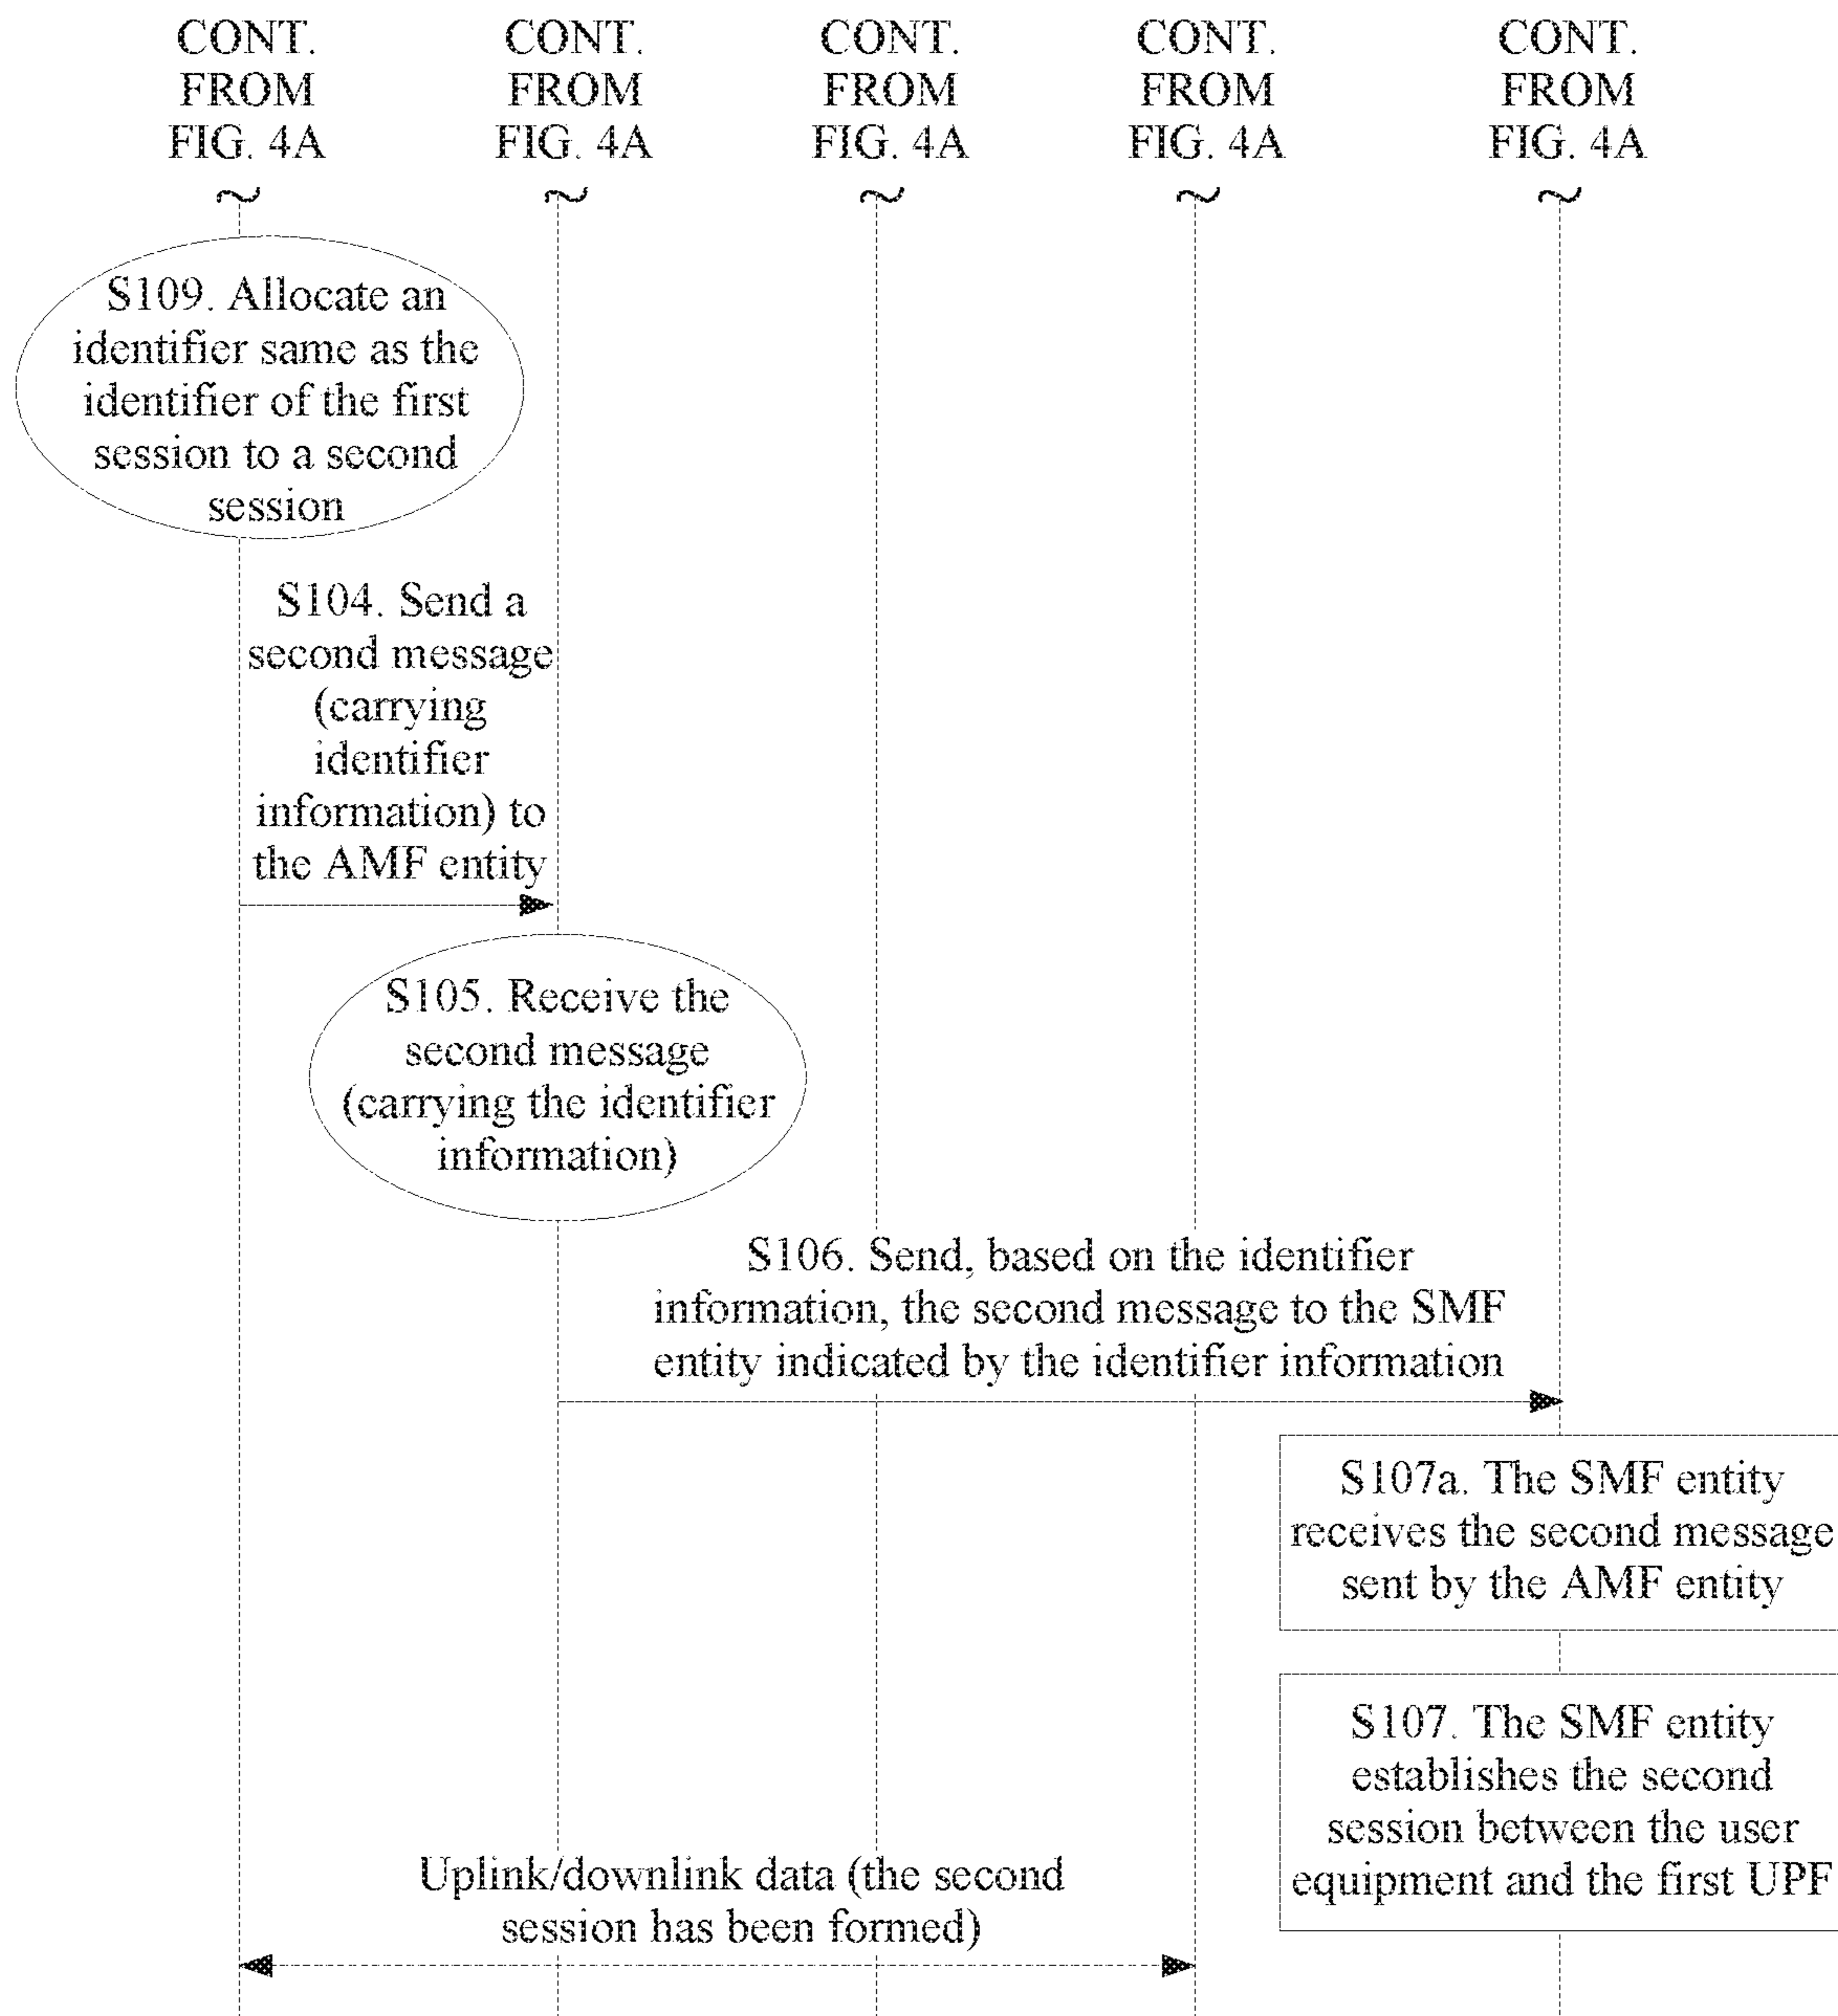 CONT.
FROM
FIG. 4A
CONT.
FROM
FIG. 4A
CONT.
FROM
FIG. 4A
CONT.
FROM
FIG. 4A
CONT.
FROM
FIG. 4A
S109. Allocate an
identifier same as the
identifier of the first
session to a second
session
S104. Send a
second message
(carrying
identifier
information) to
the AMF entity
S105. Receive the
second message
(carrying the identifier
information)
S106. Send, based on the identifier
information, the second message to the SMF
entity indicated by the identifier information
S107a. The SMF entity
receives the second message
sent by the AMF entity
S107. The SMF entity
establishes the second
session between the user
equipment and the first UPF
Uplink/downlink data (the second
session has been formed)